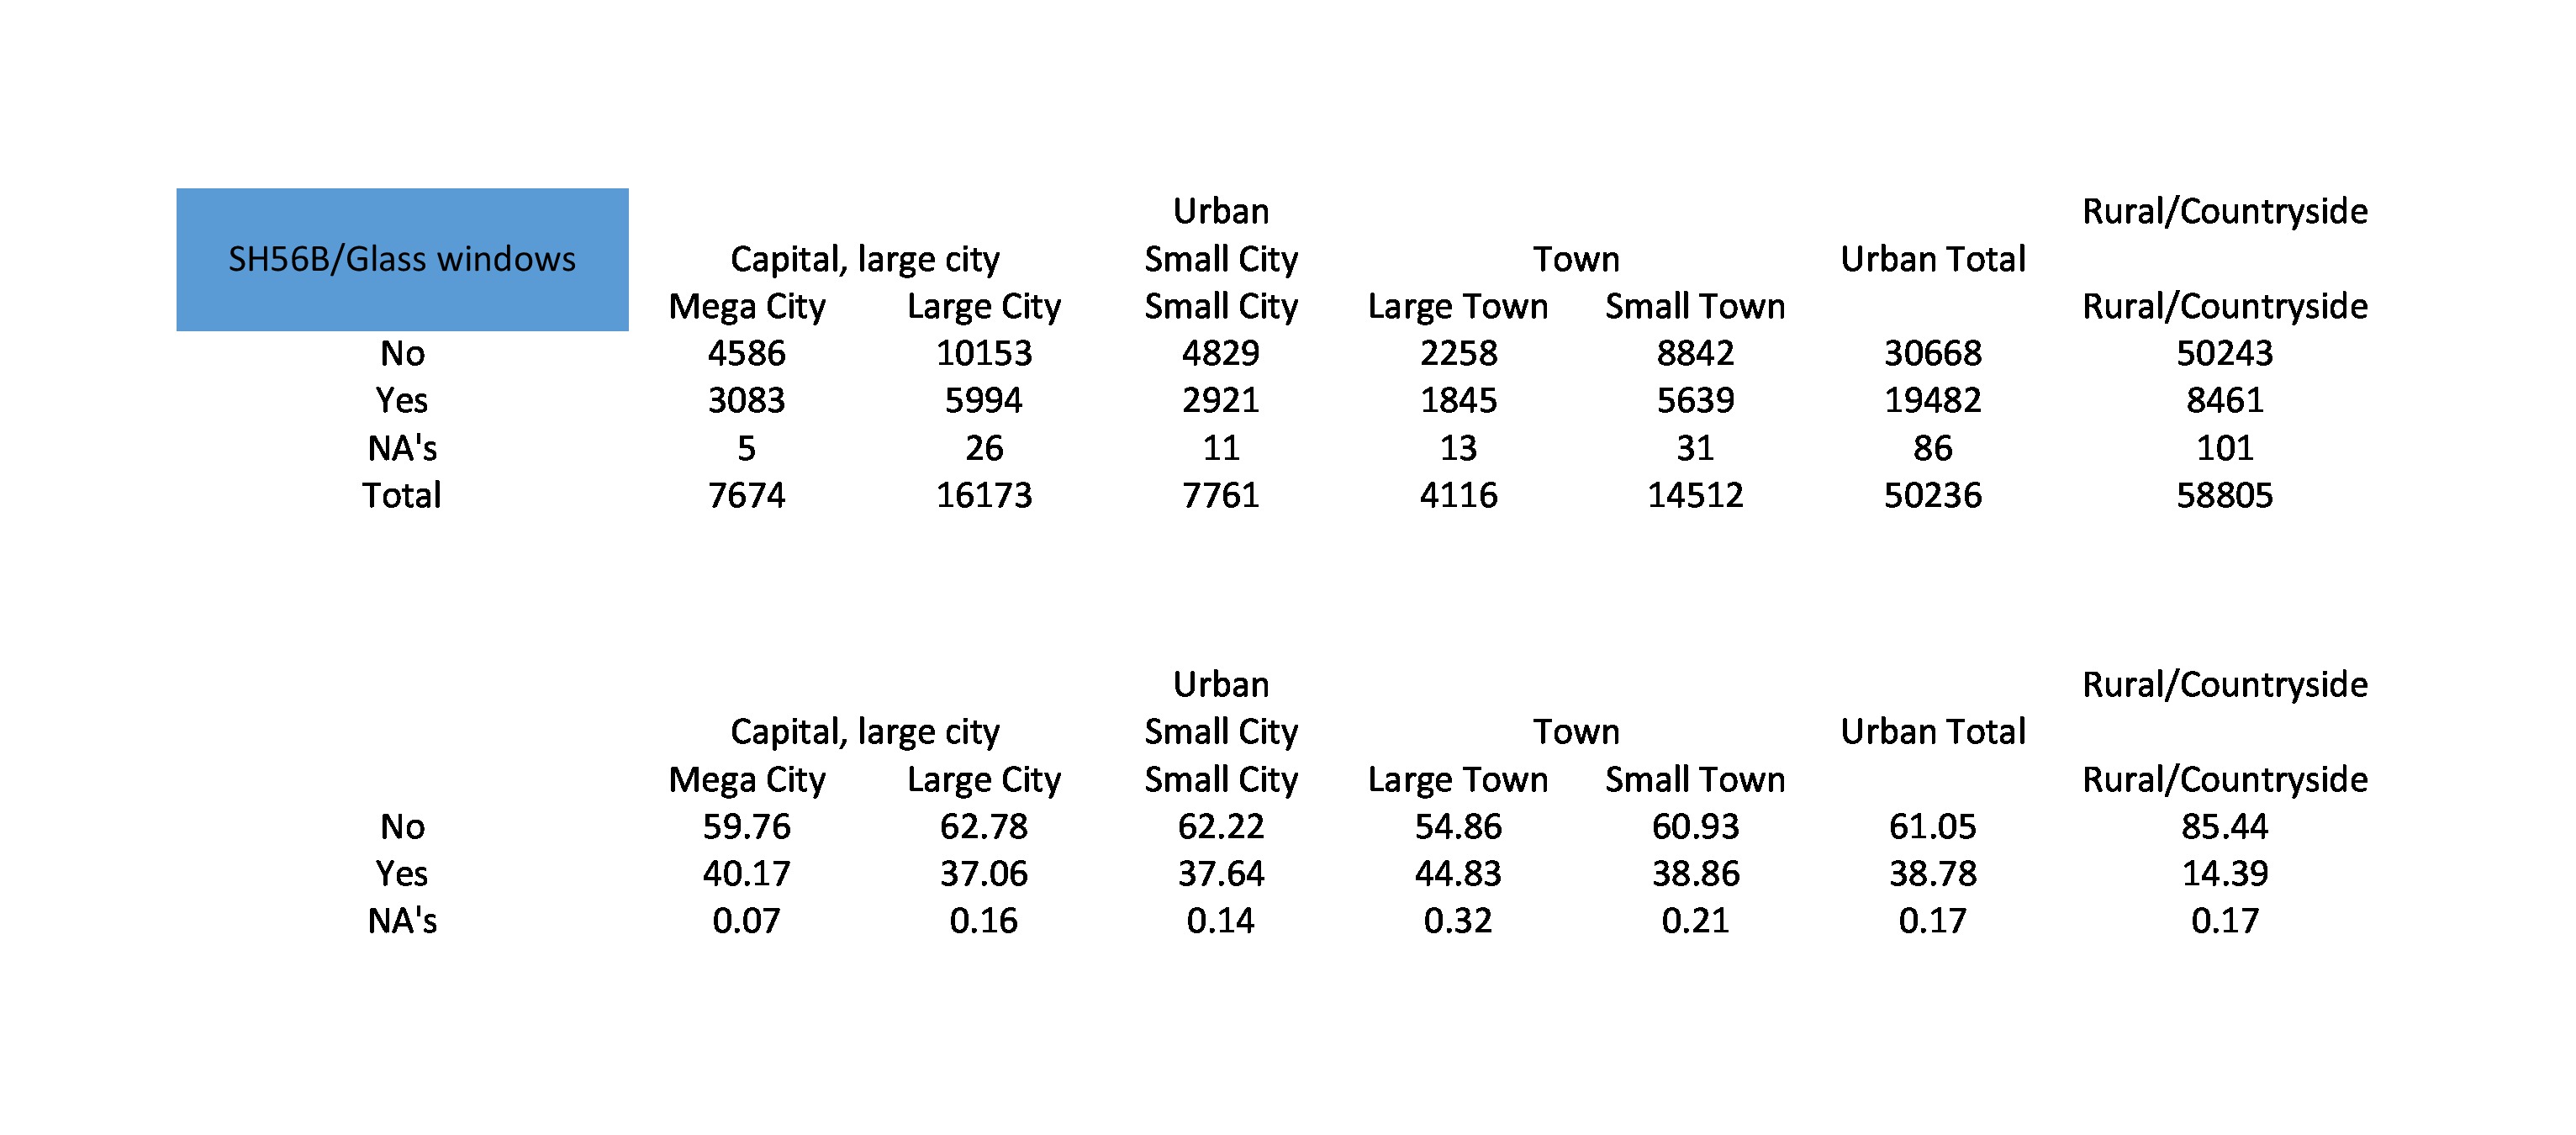 Urban Rural/Countryside
SH56B/Glass windows Capital, large city Small City Town Urban Total
Mega City Large City Small City Large Town Small Town Rural/Countryside
No 4586 10153 4829 2258 8842 30668 50243
Yes 3083 5994 2921 1845 5639 19482 8461
NA's 5 26 11 13 31 86 101
Total 7674 16173 7761 4116 14512 50236 58805
Urban Rural/Countryside
Capital, large city Small City Town Urban Total
Mega City Large City Small City Large Town Small Town Rural/Countryside
No 59.76 62.78 62.22 54.86 60.93 61.05 85.44
Yes 40.17 37.06 37.64 44.83 38.86 38.78 14.39
NA's 0.07 0.16 0.14 0.32 0.21 0.17 0.17